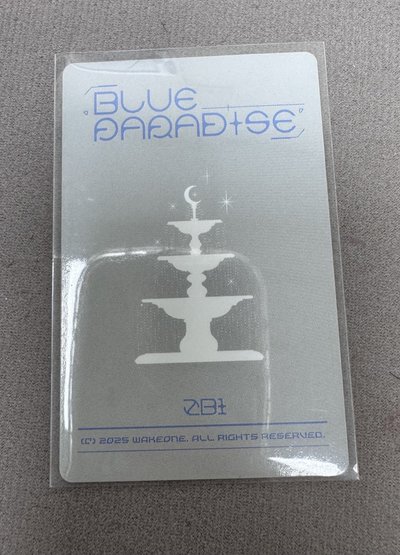 BLUE
PARADISE
ZB1
(C) 2025 WAKEONE. ALL RIGHTS RESERVED.